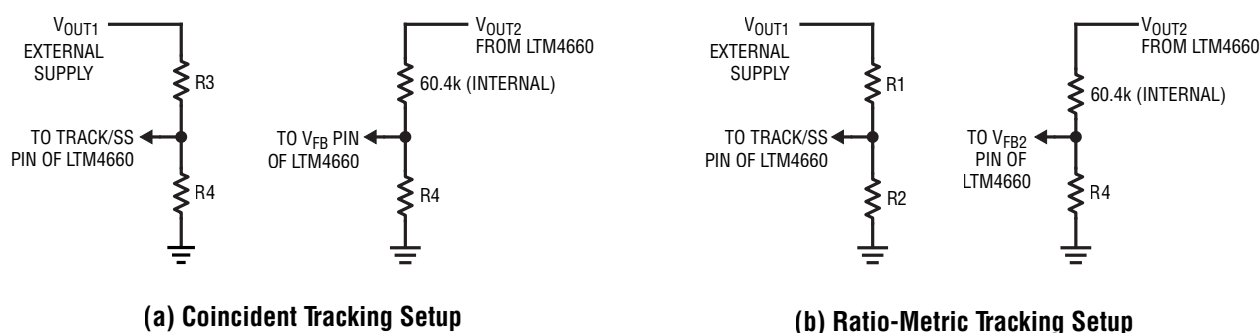 VOUT1
EXTERNAL
SUPPLY
R3
TO TRACK/SS
PIN OF LTM4660
R4
VOUT2
FROM LTM4660
60.4k (INTERNAL)
TO VFB PIN
OF LTM4660
R4
(a) Coincident Tracking Setup
VOUT1
EXTERNAL
SUPPLY
R1
TO TRACK/SS
PIN OF LTM4660
R2
VOUT2
FROM LTM4660
60.4k (INTERNAL)
TO VFB2
PIN OF
LTM4660
R4
(b) Ratio-Metric Tracking Setup